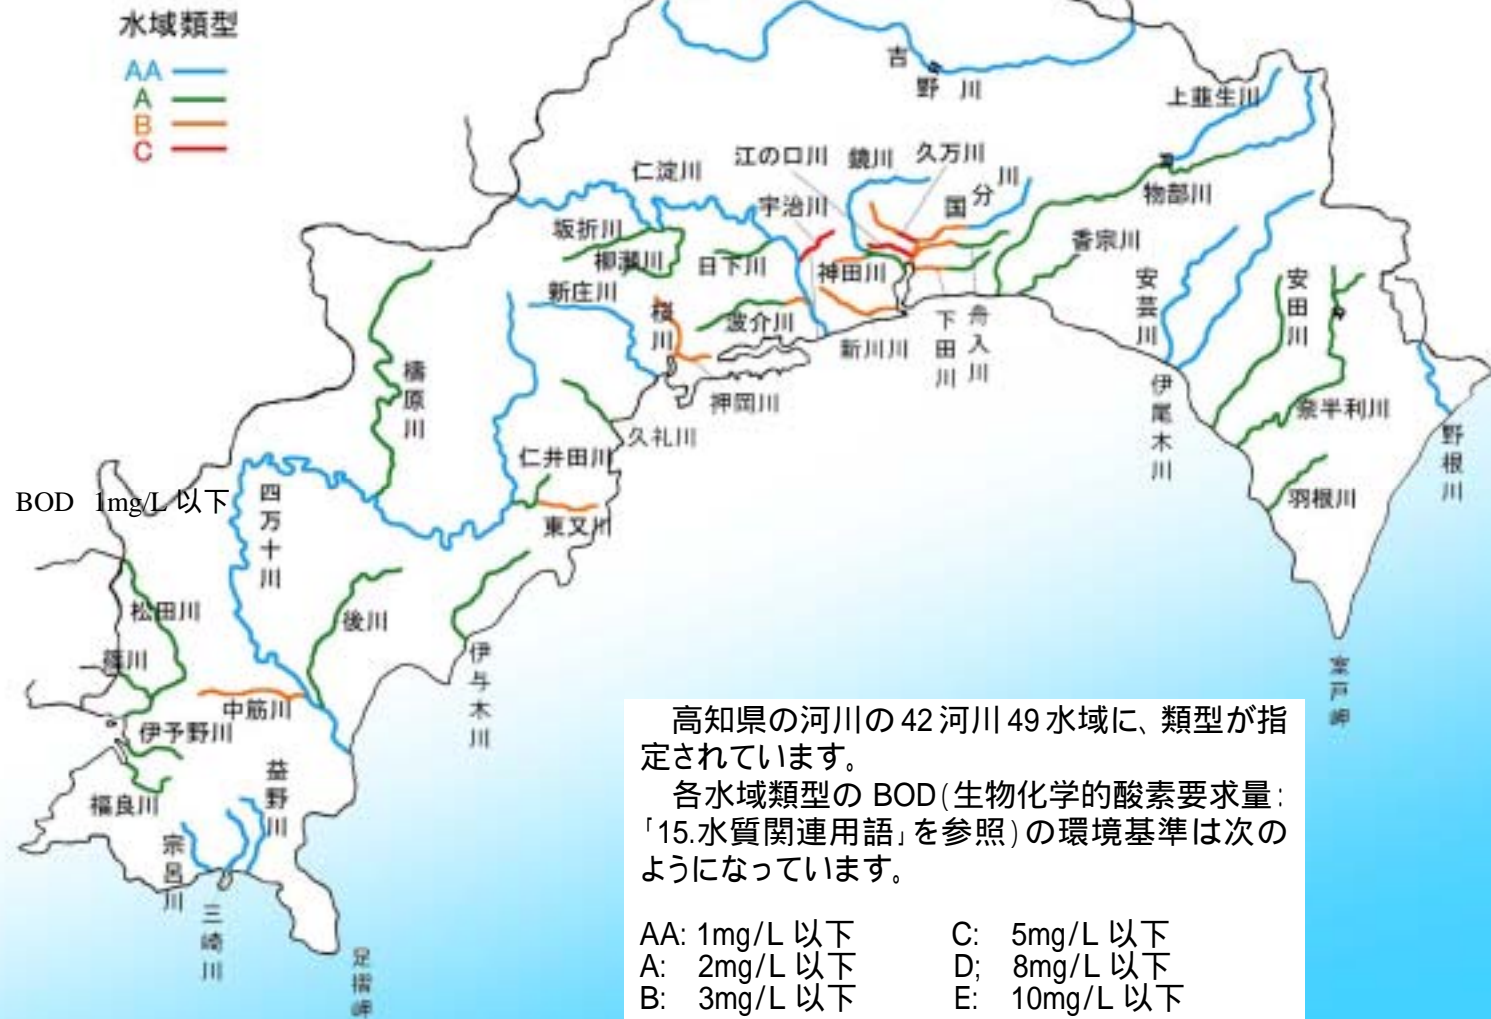 水域類型
AA
A
B
C
吉野川
上韮生川
江の口川
鏡川
久万川
仁淀川
宇治川
国分川
物部川
坂折川
柳瀬川
日下川
神田川
香宗川
新庄川
桜川
波介川
新川川
下田川
舟入川
安芸川
安田川
檮原川
押岡川
久礼川
伊尾木川
奈半利川
野根川
仁井田川
羽根川
BOD 1mg/L 以下
四万十川
東又川
松田川
後川
篠川
伊与木川
室戸岬
中筋川
伊予野川
益野川
福良川
宗呂川
三崎川
足摺岬
高知県の河川の 42 河川 49 水域に、類型が指
定されています。
各水域類型の BOD(生物化学的酸素要求量:
「15.水質関連用語」を参照)の環境基準は次の
ようになっています。
AA: 1mg/L 以下 C: 5mg/L 以下
A: 2mg/L 以下 D; 8mg/L 以下
B: 3mg/L 以下 E: 10mg/L 以下